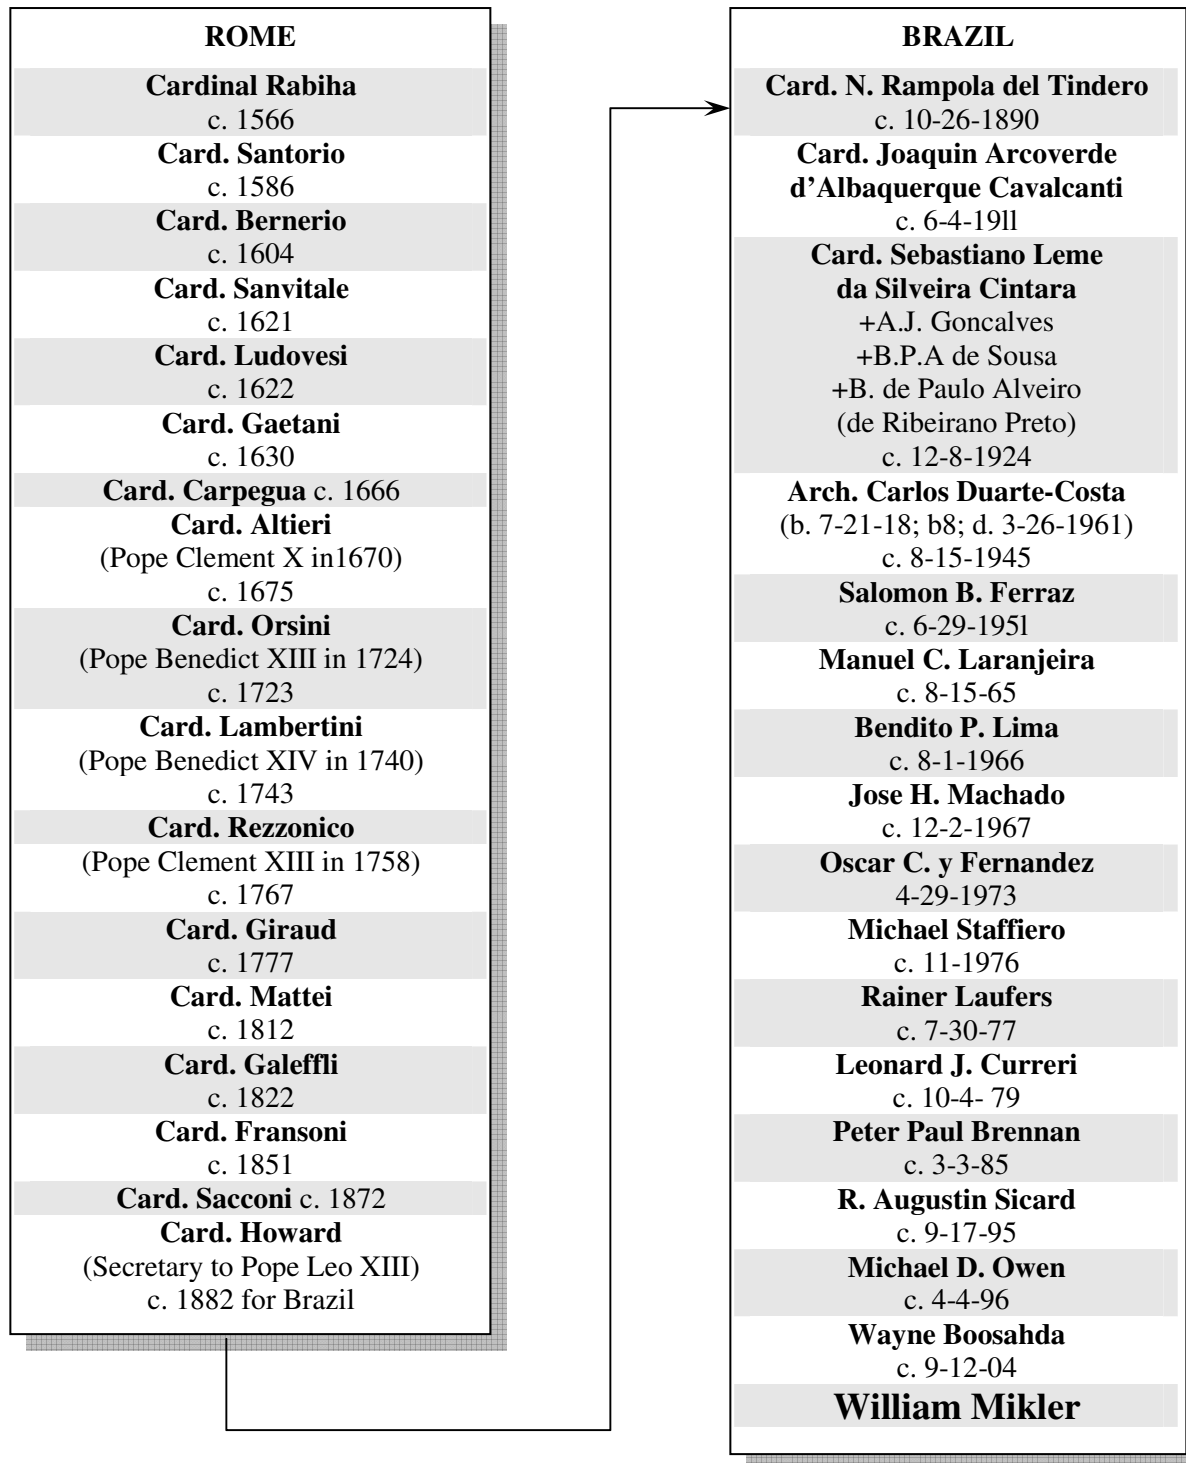 ROME
Cardinal Rabiha
c. 1566
Card. Santorio
c. 1586
Card. Bernerio
c. 1604
Card. Sanvitale
c. 1621
Card. Ludovesi
c. 1622
Card. Gaetani
c. 1630
Card. Carpegua c. 1666
Card. Altieri
(Pope Clement X in1670)
c. 1675
Card. Orsini
(Pope Benedict XIII in 1724)
c. 1723
Card. Lambertini
(Pope Benedict XIV in 1740)
c. 1743
Card. Rezzonico
(Pope Clement XIII in 1758)
c. 1767
Card. Giraud
c. 1777
Card. Mattei
c. 1812
Card. Galeffli
c. 1822
Card. Fransoni
c. 1851
Card. Sacconi c. 1872
Card. Howard
(Secretary to Pope Leo XIII)
c. 1882 for Brazil
BRAZIL
Card. N. Rampola del Tindero
c. 10-26-1890
Card. Joaquin Arcoverde
d’Albaquerque Cavalcanti
c. 6-4-19ll
Card. Sebastiano Leme
da Silveira Cintara
+A.J. Goncalves
+B.P.A de Sousa
+B. de Paulo Alveiro
(de Ribeirano Preto)
c. 12-8-1924
Arch. Carlos Duarte-Costa
(b. 7-21-18; b8; d. 3-26-1961)
c. 8-15-1945
Salomon B. Ferraz
c. 6-29-195l
Manuel C. Laranjeira
c. 8-15-65
Bendito P. Lima
c. 8-1-1966
Jose H. Machado
c. 12-2-1967
Oscar C. y Fernandez
4-29-1973
Michael Staffiero
c. 11-1976
Rainer Laufers
c. 7-30-77
Leonard J. Curreri
c. 10-4- 79
Peter Paul Brennan
c. 3-3-85
R. Augustin Sicard
c. 9-17-95
Michael D. Owen
c. 4-4-96
Wayne Boosahda
c. 9-12-04
William Mikler